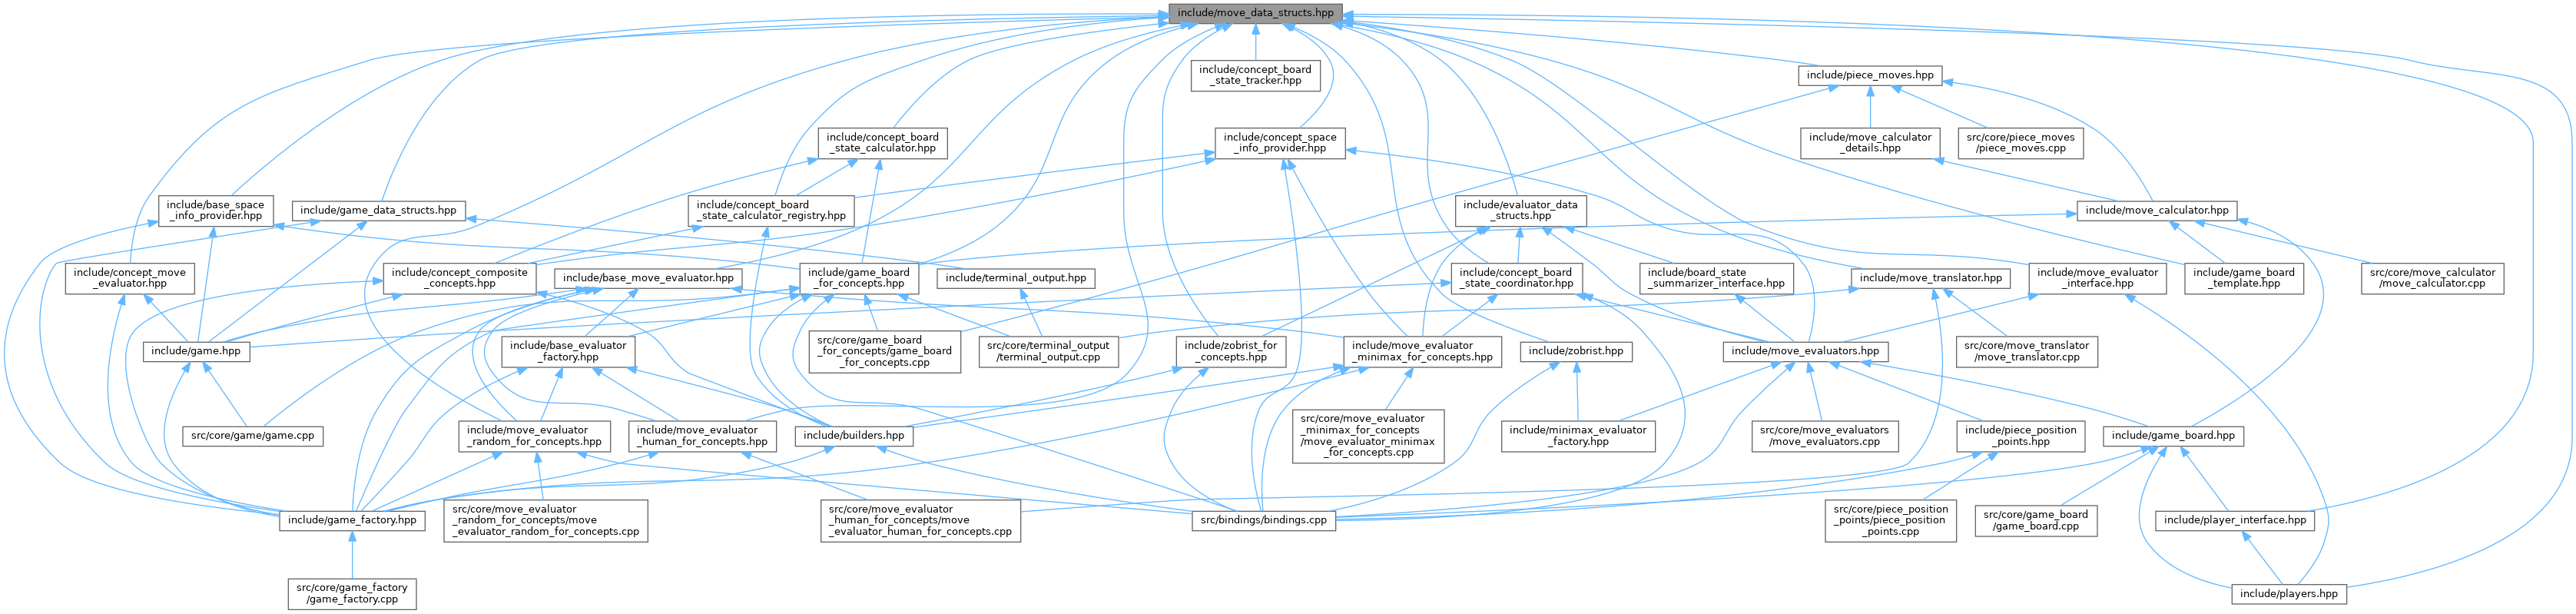 include/move_data_structs.hpp
include/concept_board
_state_tracker.hpp
include/piece_moves.hpp
include/concept_board
_state_calculator.hpp
include/concept_space
_info_provider.hpp
include/move_calculator
_details.hpp
src/core/piece_moves
/piece_moves.cpp
include/base_space
_info_provider.hpp
include/game_data_structs.hpp
include/concept_board
_state_calculator_registry.hpp
include/evaluator_data
_structs.hpp
include/move_calculator.hpp
include/concept_move
_evaluator.hpp
include/concept_composite
_concepts.hpp
include/base_move_evaluator.hpp
include/game_board
_for_concepts.hpp
include/terminal_output.hpp
include/concept_board
_state_coordinator.hpp
include/board_state
_summarizer_interface.hpp
include/move_translator.hpp
include/move_evaluator
_interface.hpp
include/game_board
_template.hpp
src/core/move_calculator
/move_calculator.cpp
include/game.hpp
include/base_evaluator
_factory.hpp
src/core/game_board
_for_concepts/game_board
_for_concepts.cpp
src/core/terminal_output
/terminal_output.cpp
include/zobrist_for
_concepts.hpp
include/move_evaluator
_minimax_for_concepts.hpp
include/zobrist.hpp
include/move_evaluators.hpp
src/core/move_translator
/move_translator.cpp
src/core/game/game.cpp
include/move_evaluator
_random_for_concepts.hpp
include/move_evaluator
_human_for_concepts.hpp
include/builders.hpp
src/core/move_evaluator
_minimax_for_concepts
/move_evaluator_minimax
_for_concepts.cpp
include/minimax_evaluator
_factory.hpp
src/core/move_evaluators
/move_evaluators.cpp
include/piece_position
_points.hpp
include/game_board.hpp
include/game_factory.hpp
src/core/move_evaluator
_random_for_concepts/move
_evaluator_random_for_concepts.cpp
src/core/move_evaluator
_human_for_concepts/move
_evaluator_human_for_concepts.cpp
src/bindings/bindings.cpp
src/core/piece_position
_points/piece_position
_points.cpp
src/core/game_board
/game_board.cpp
include/player_interface.hpp
src/core/game_factory
/game_factory.cpp
include/players.hpp